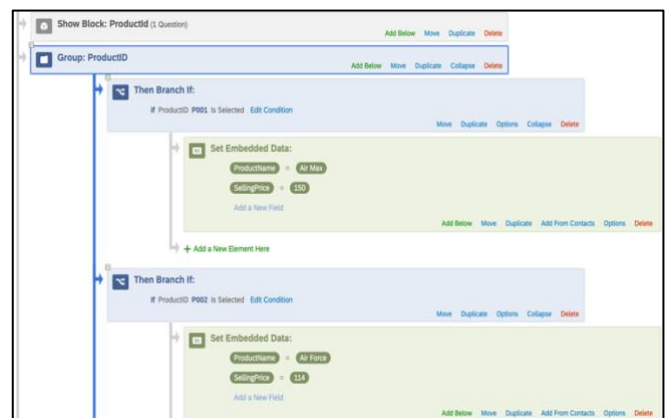 Show Block: ProductId (1 Question)
Add Below Move Duplicate Delete
Group: ProductID
Add Below Move Duplicate Collapse Delete
Then Branch If:
If ProductID P001 Is Selected Edit Condition
Move Duplicate Options Collapse Delete
Set Embedded Data:
ProductName = Air Max
SellingPrice = 150
Add a New Field
Add Below Move Duplicate Add From Contacts Options Delete
+ Add a New Element Here
Then Branch If:
If ProductID P002 Is Selected Edit Condition
Move Duplicate Options Collapse Delete
Set Embedded Data:
ProductName = Air Force
SellingPrice = 114
Add a New Field
Add Below Move Duplicate Add From Contacts Options Delete